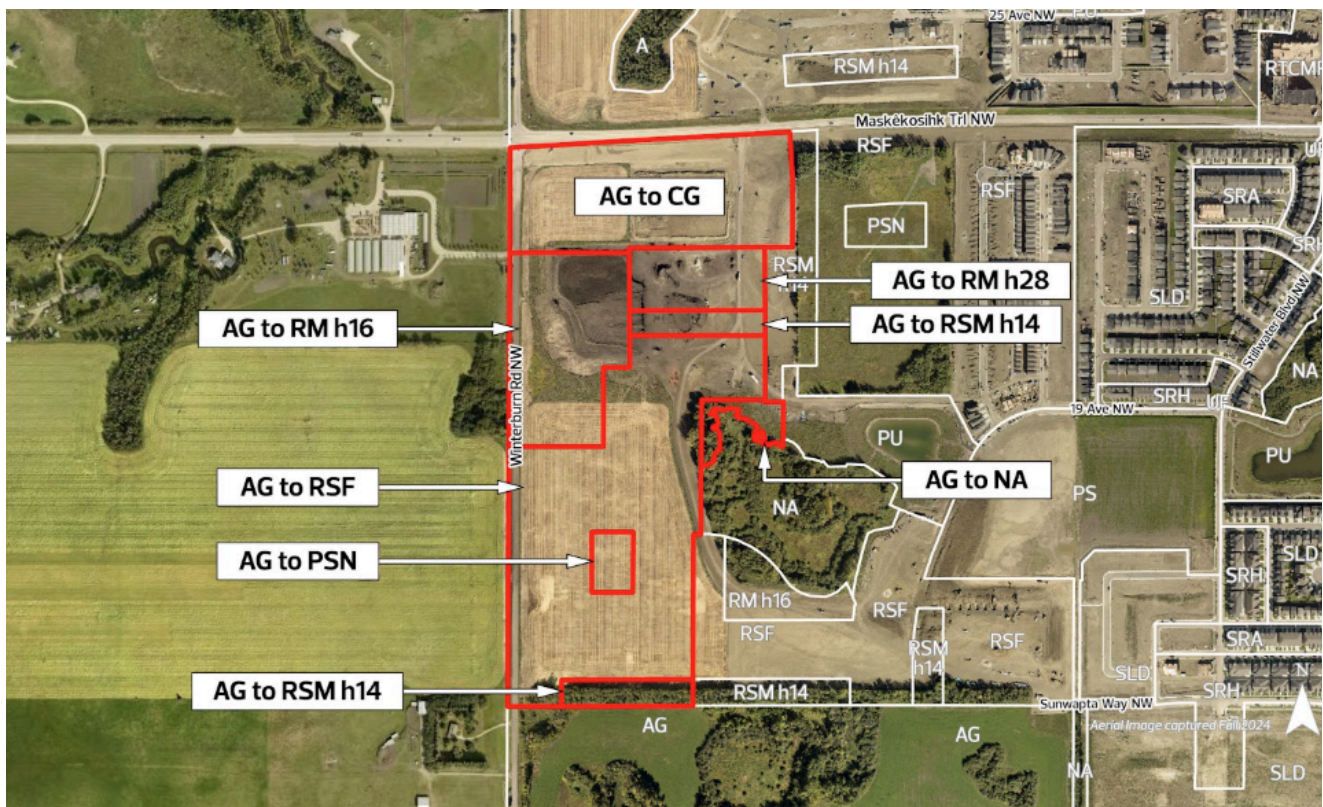 25 Ave NW
PU
A
RSM h14
RTCMR
Maskêkosihk Trl NW
RSF
AG to CG
RSF
SRA
PSN
SRH
RSM
h14
AG to RM h28
SLD
AG to RM h16
AG to RSM h14
Stillwater Blvd NW
NA
SRH
19 Ave NW
Winterburn Rd NW
PU
PU
AG to RSF
AG to NA
NA
PS
AG to PSN
SLD
SRH
RM h16
RSF
RSF
RSM
h14
RSF
SRA
SLD
AG to RSM h14
RSM h14
SRH
N
Sunwapta Way NW
AG
AG
Aerial Image captured Fall 2024
NA
SLD